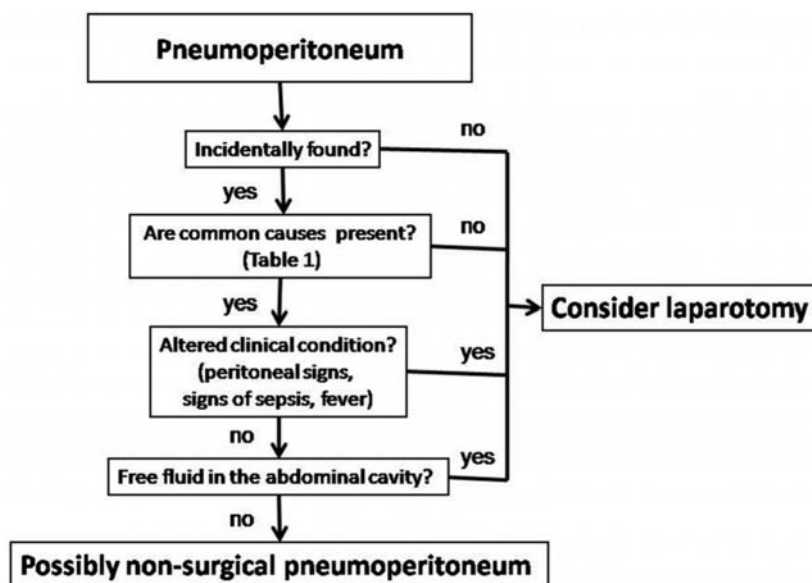 Pneumoperitoneum
no
Incidentally found?
yes
no
Are common causes present?
(Table 1)
Consider laparotomy
yes
Altered clinical condition?
(peritoneal signs,
signs of sepsis, fever)
yes
no
yes
Free fluid in the abdominal cavity?
no
Possibly non-surgical pneumoperitoneum